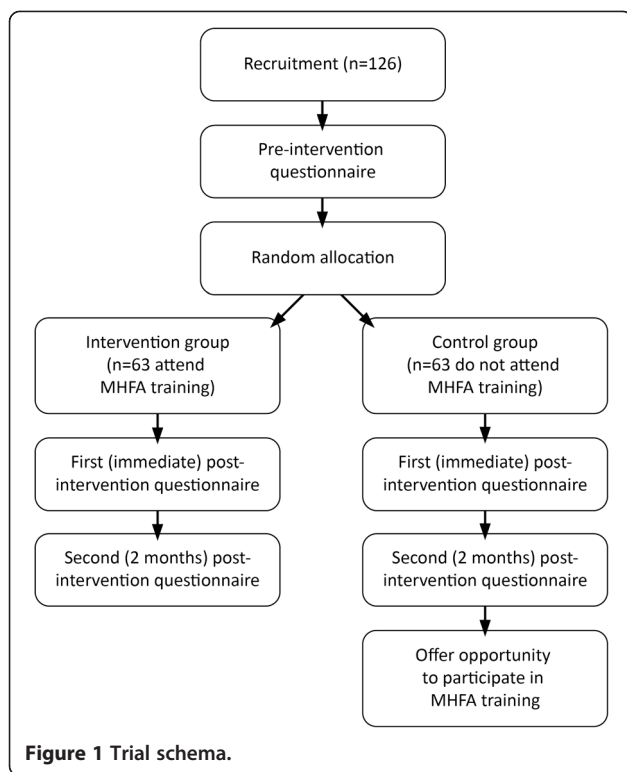 Recruitment (n=126)
Pre-intervention
questionnaire
Random allocation
Intervention group
(n=63 attend
MHFA training)
Control group
(n=63 do not attend
MHFA training)
First (immediate) post-
intervention questionnaire
First (immediate) post-
intervention questionnaire
Second (2 months) post-
intervention questionnaire
Second (2 months) post-
intervention questionnaire
Offer opportunity
to participate in
MHFA training
Figure 1 Trial schema.